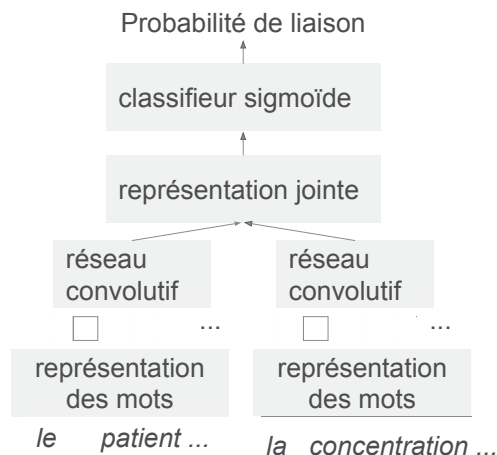 Probabilité de liaison
classifieur sigmoïde
représentation jointe
réseau
convolutif
réseau
convolutif
...
...
représentation
des mots
représentation
des mots
le patient ...
la concentration ...